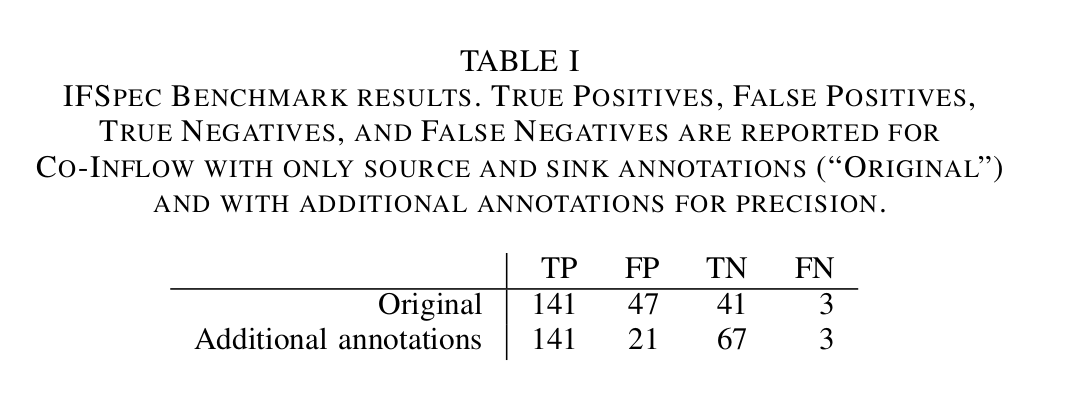 TABLE I
IFSPEC BENCHMARK RESULTS. TRUE POSITIVES, FALSE POSITIVES,
TRUE NEGATIVES, AND FALSE NEGATIVES ARE REPORTED FOR
CO-INFLOW WITH ONLY SOURCE AND SINK ANNOTATIONS (“ORIGINAL”)
AND WITH ADDITIONAL ANNOTATIONS FOR PRECISION.
TP FP TN FN
Original 141 47 41 3
Additional annotations 141 21 67 3